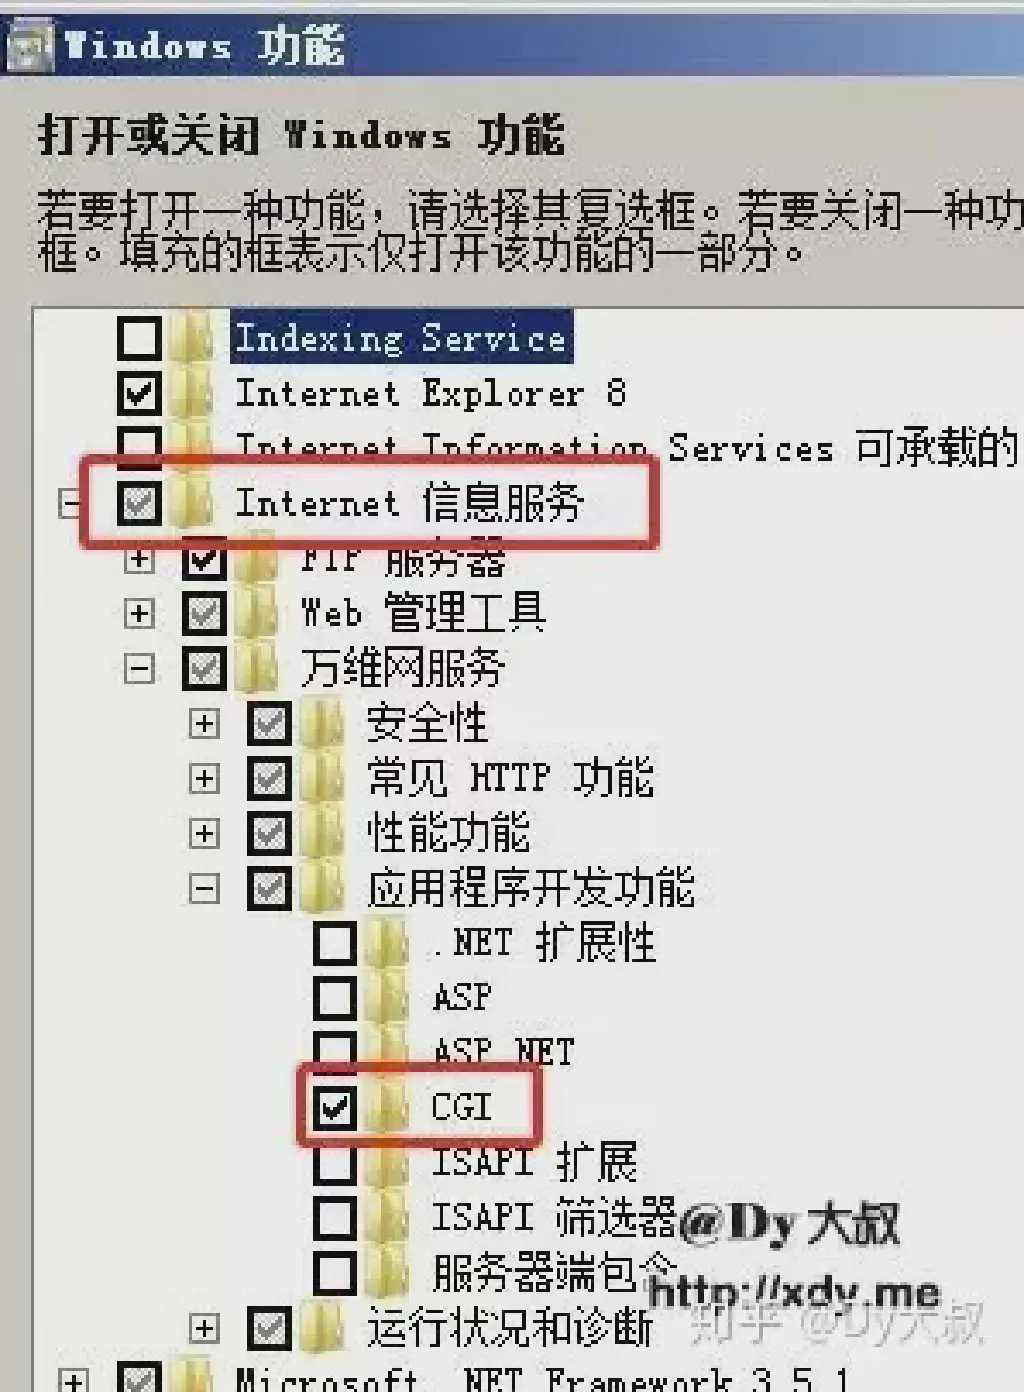 Windows 功能
打开或关闭 Windows 功能
若要打开一种功能，请选择其复选框。若要关闭一种功
框。填充的框表示仅打开该功能的一部分。
Indexing Service
Internet Explorer 8
Internet Information Services 可承载的
Internet 信息服务
FTP 服务器
Web 管理工具
万维网服务
安全性
常见 HTTP 功能
性能功能
应用程序开发功能
.NET 扩展性
ASP
ASP.NET
CGI
ISAPI 扩展
ISAPI 筛选器
@Dy大叔
服务器端包含
http://xdy.me
运行状况和诊断
知乎 @Dy大叔
Microsoft .NET Framework 3.5.1